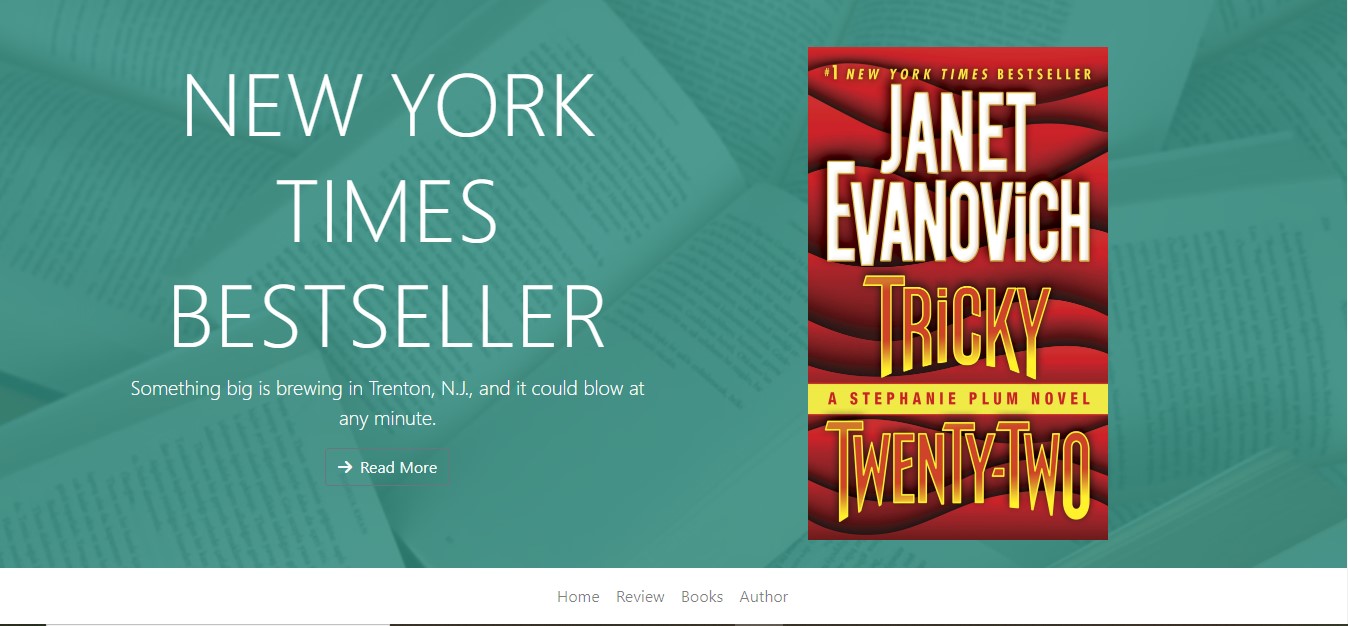 NEW YORK
TIMES
BESTSELLER
Something big is brewing in Trenton, N.J., and it could blow at
any minute.
Read More
#1 NEW YORK TIMES BESTSELLER
JANET
EVANOViCH
TRiCKY
A STEPHANIE PLUM NOVEL
TWENTY-TWO
Home Review Books Author